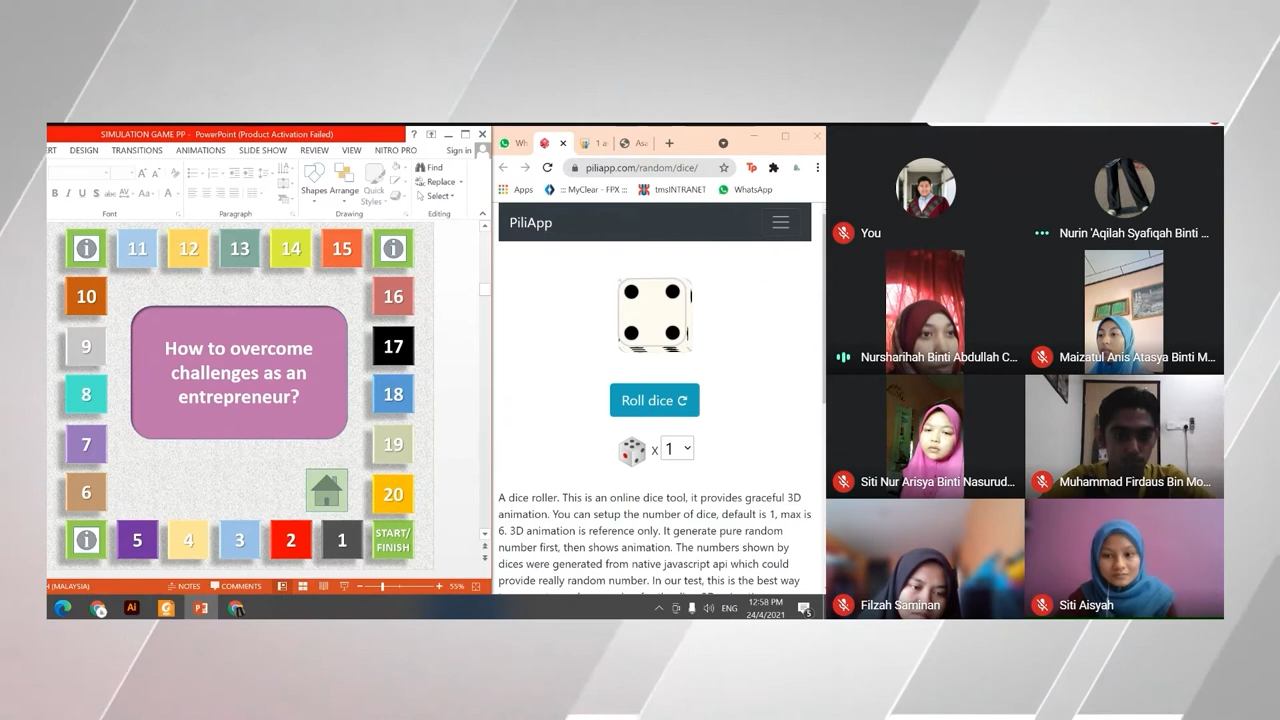 SIMULATION GAME PP - PowerPoint (Product Activation Failed)
RT DESIGN TRANSITIONS ANIMATIONS SLIDE SHOW REVIEW VIEW NITRO PRO Sign in
Shapes Arrange Quick Styles
Find
Replace
Select
Font Paragraph Drawing Editing
11 12 13 14 15
10 16
9 17
8 18
7 19
6 20
How to overcome
challenges as an
entrepreneur?
5 4 3 2 1 START/
FINISH
(MALAYSIA) NOTES COMMENTS 55%
Wh
1 a
Asa
piliapp.com/random/dice/
Apps ::: MyClear - FPX ::: tmsINTRANET WhatsApp
PiliApp
Roll dice
x 1
A dice roller. This is an online dice tool, it provides graceful 3D
animation. You can setup the number of dice, default is 1, max is
6. 3D animation is reference only. It generate pure random
number first, then shows animation. The numbers shown by
dices were generated from native javascript api which could
provide really random number. In our test, this is the best way
ENG
12:58 PM
24/4/2021
5
You
Nurin 'Aqilah Syafiqah Binti ...
Nursharihah Binti Abdullah C...
Maizatul Anis Atasya Binti M...
Siti Nur Arisya Binti Nasurud...
Muhammad Firdaus Bin Mo...
Filzah Saminan
Siti Aisyah